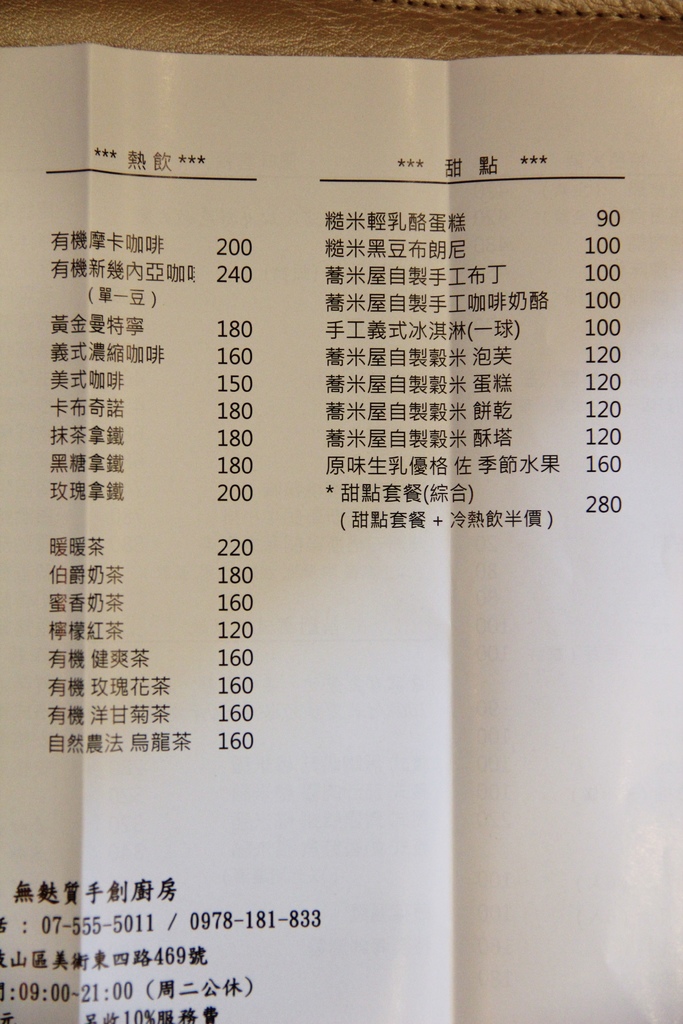 *** 熱飲 ***
有機摩卡咖啡 200
有機新幾內亞咖 240
(單一豆)
黃金曼特寧 180
義式濃縮咖啡 160
美式咖啡 150
卡布奇諾 180
抹茶拿鐵 180
黑糖拿鐵 180
玫瑰拿鐵 200
暖暖茶 220
伯爵奶茶 180
蜜香奶茶 160
檸檬紅茶 120
有機 健爽茶 160
有機 玫瑰花茶 160
有機 洋甘菊茶 160
自然農法 烏龍茶 160
*** 甜 點 ***
糙米輕乳酪蛋糕 90
糙米黑豆布朗尼 100
蕎米屋自製手工布丁 100
蕎米屋自製手工咖啡奶酪 100
手工義式冰淇淋(一球) 100
蕎米屋自製穀米 泡芙 120
蕎米屋自製穀米 蛋糕 120
蕎米屋自製穀米 餅乾 120
蕎米屋自製穀米 酥塔 120
原味生乳優格 佐 季節水果 160
* 甜點套餐(綜合) 280
(甜點套餐 + 冷熱飲半價)
無麩質手創廚房
: 07-555-5011 / 0978-181-833
山區美術東四路469號
:09:00~21:00 (周二公休)
元 另收10%服務費